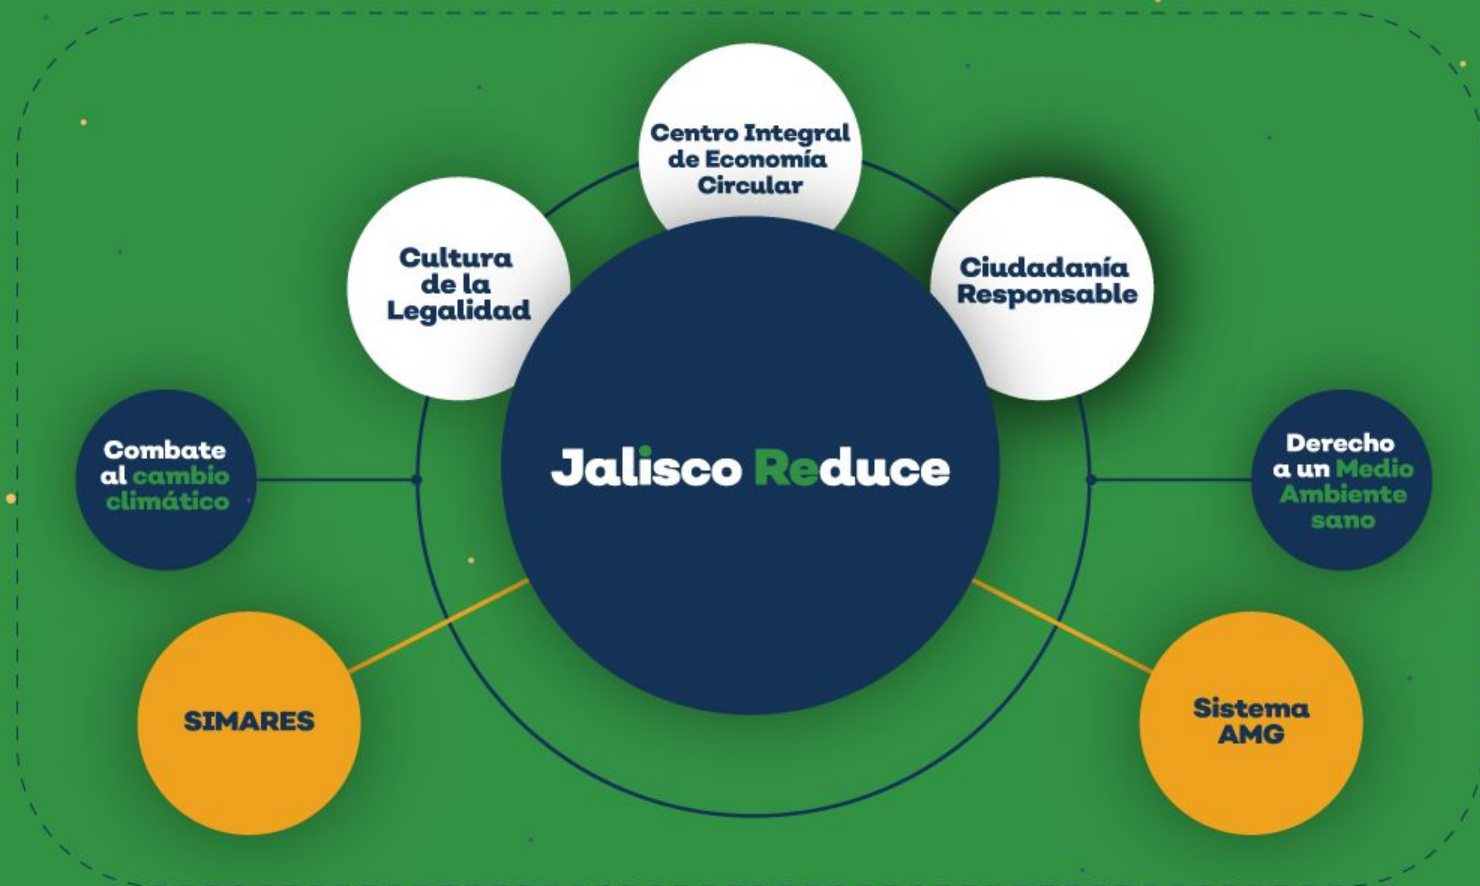 Centro Integral
de Economía
Circular
Cultura
de la
Legalidad
Ciudadanía
Responsable
Jalisco Reduce
Combate
al cambio
climático
Derecho
a un Medio
Ambiente
sano
SIMARES
Sistema
AMG